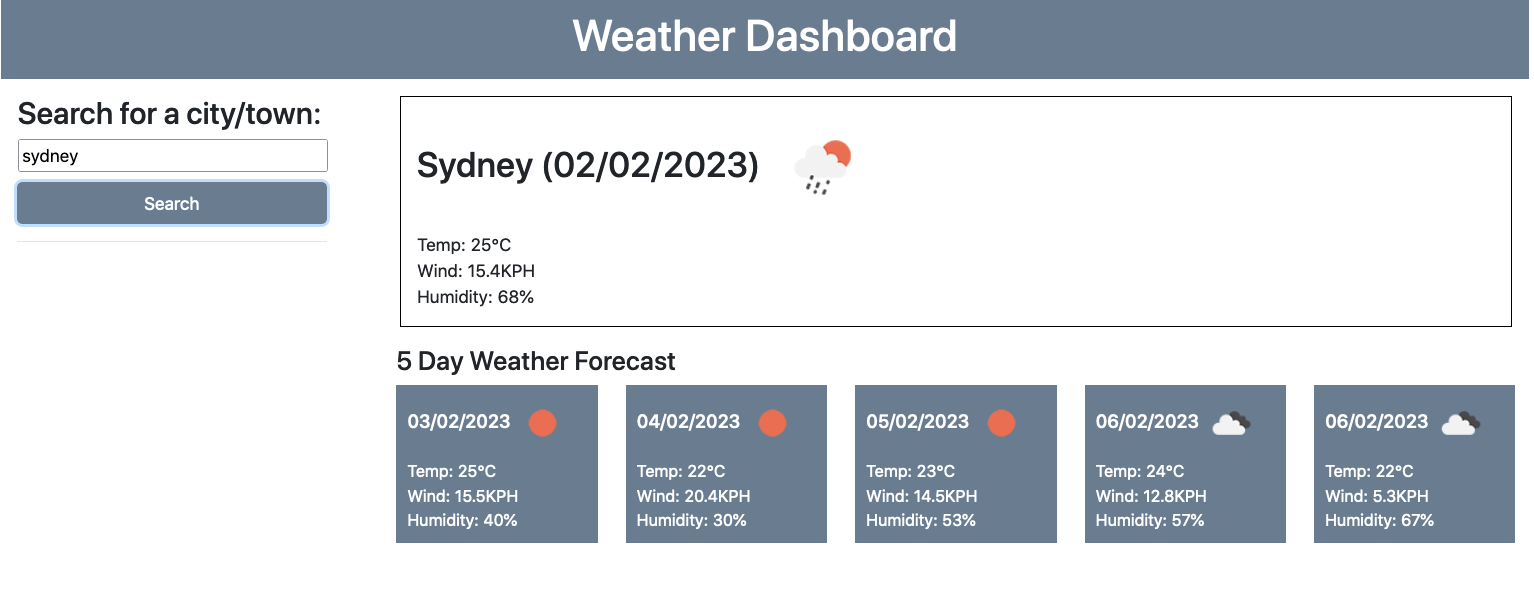 Weather Dashboard
Search for a city/town:
sydney
Search
Sydney (02/02/2023)
Temp: 25°C
Wind: 15.4KPH
Humidity: 68%
5 Day Weather Forecast
03/02/2023
Temp: 25°C
Wind: 15.5KPH
Humidity: 40%
04/02/2023
Temp: 22°C
Wind: 20.4KPH
Humidity: 30%
05/02/2023
Temp: 23°C
Wind: 14.5KPH
Humidity: 53%
06/02/2023
Temp: 24°C
Wind: 12.8KPH
Humidity: 57%
06/02/2023
Temp: 22°C
Wind: 5.3KPH
Humidity: 67%